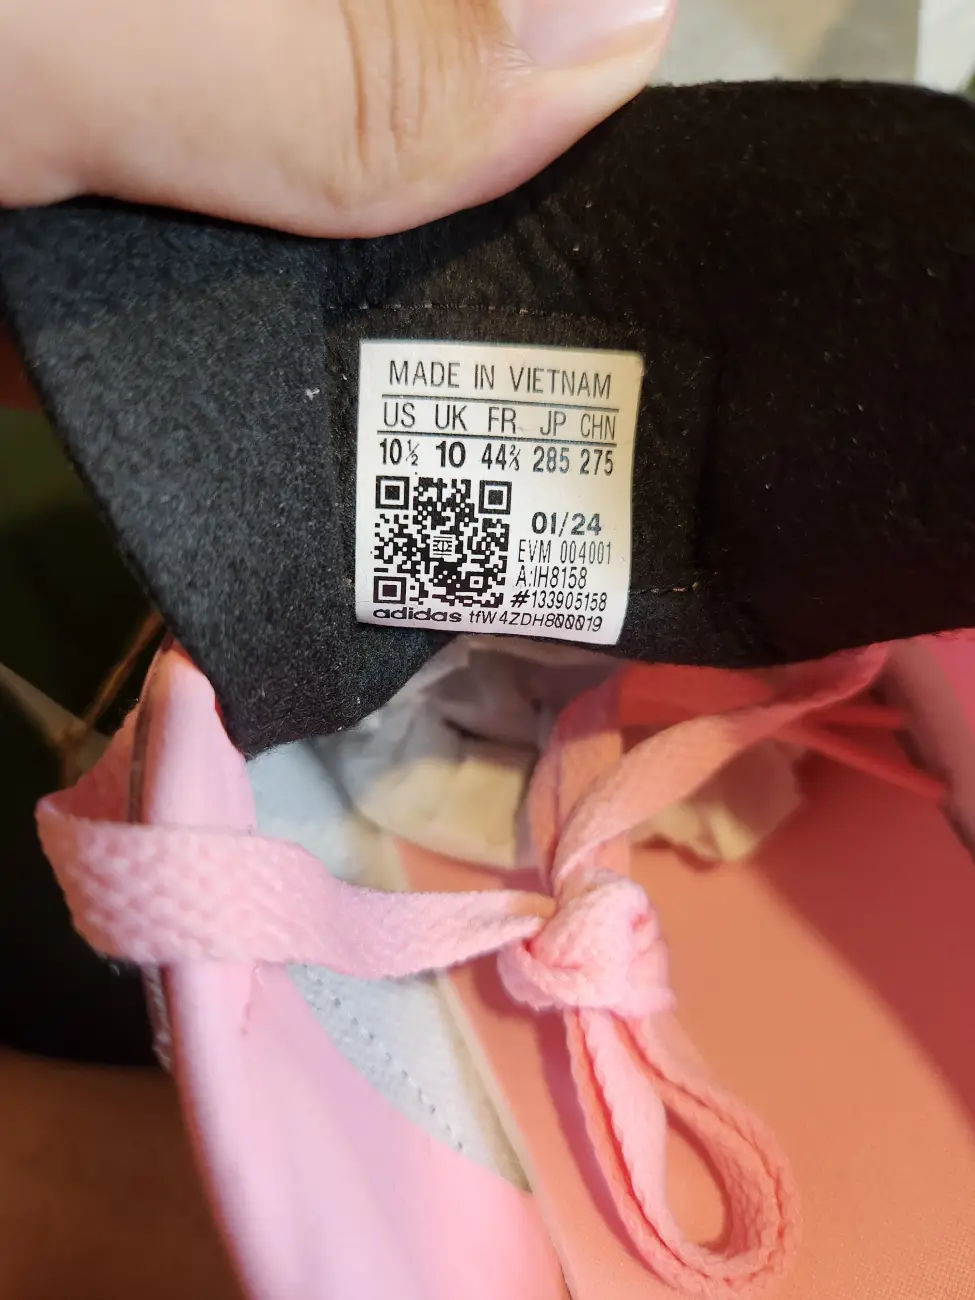 MADE IN VIETNAM
US UK FR JP CHN
10½ 10 44⅔ 285 275
01/24
EVM 004001
A:IH8158
#133905158
adidas tfW4ZDH800019